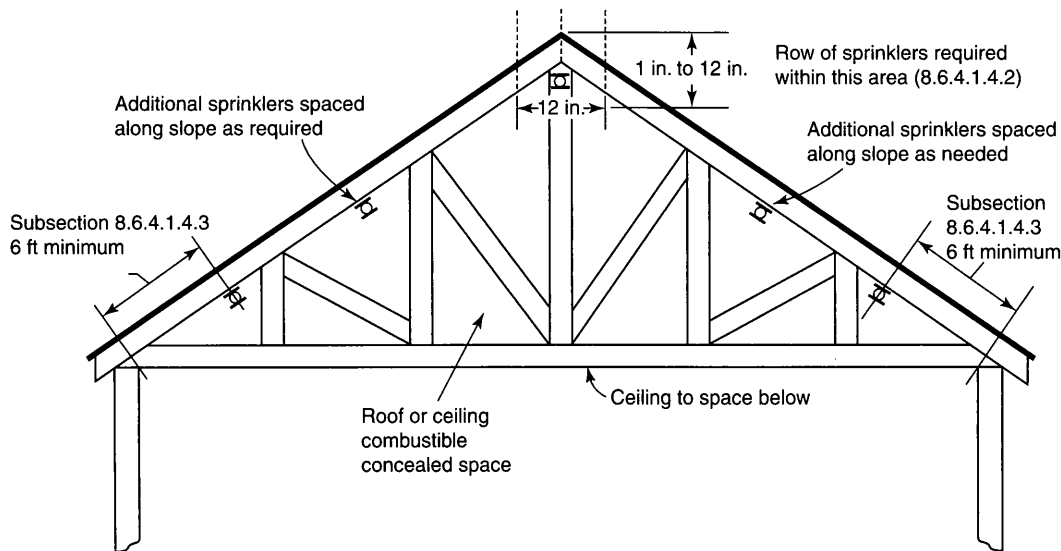 1 in. to 12 in.
12 in.
Row of sprinklers required
within this area (8.6.4.1.4.2)
Additional sprinklers spaced
along slope as required
Additional sprinklers spaced
along slope as needed
Subsection 8.6.4.1.4.3
6 ft minimum
Subsection
8.6.4.1.4.3
6 ft minimum
Ceiling to space below
Roof or ceiling
combustible
concealed space